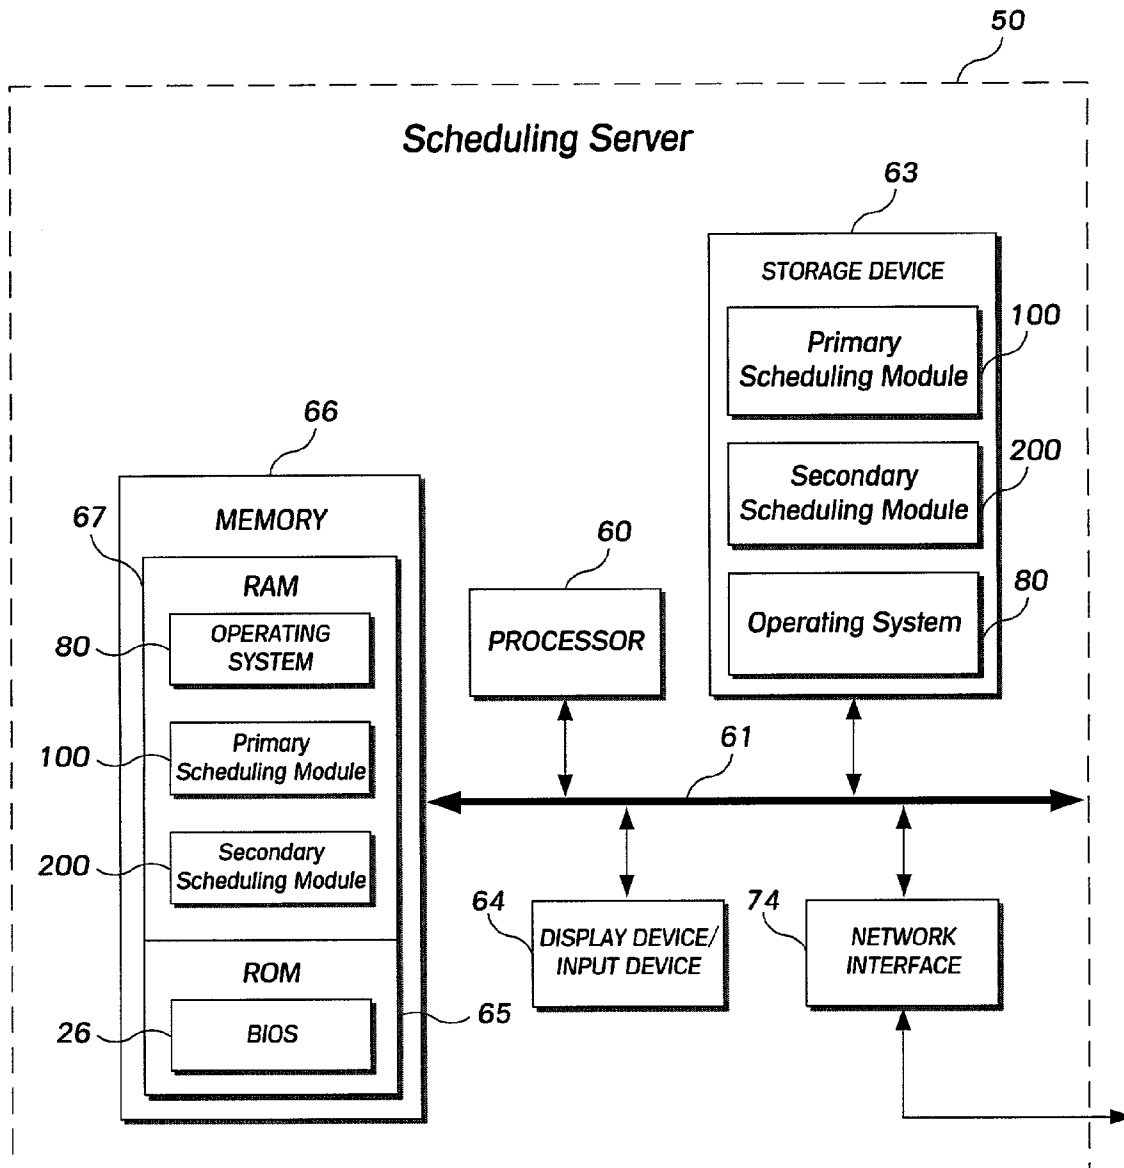 50
Scheduling Server
63
STORAGE DEVICE
Primary
Scheduling Module
100
Secondary
Scheduling Module
200
Operating System
80
66
MEMORY
67
RAM
OPERATING
SYSTEM
80
Primary
Scheduling Module
100
Secondary
Scheduling Module
200
ROM
BIOS
26
65
60
PROCESSOR
61
64
DISPLAY DEVICE/
INPUT DEVICE
74
NETWORK
INTERFACE